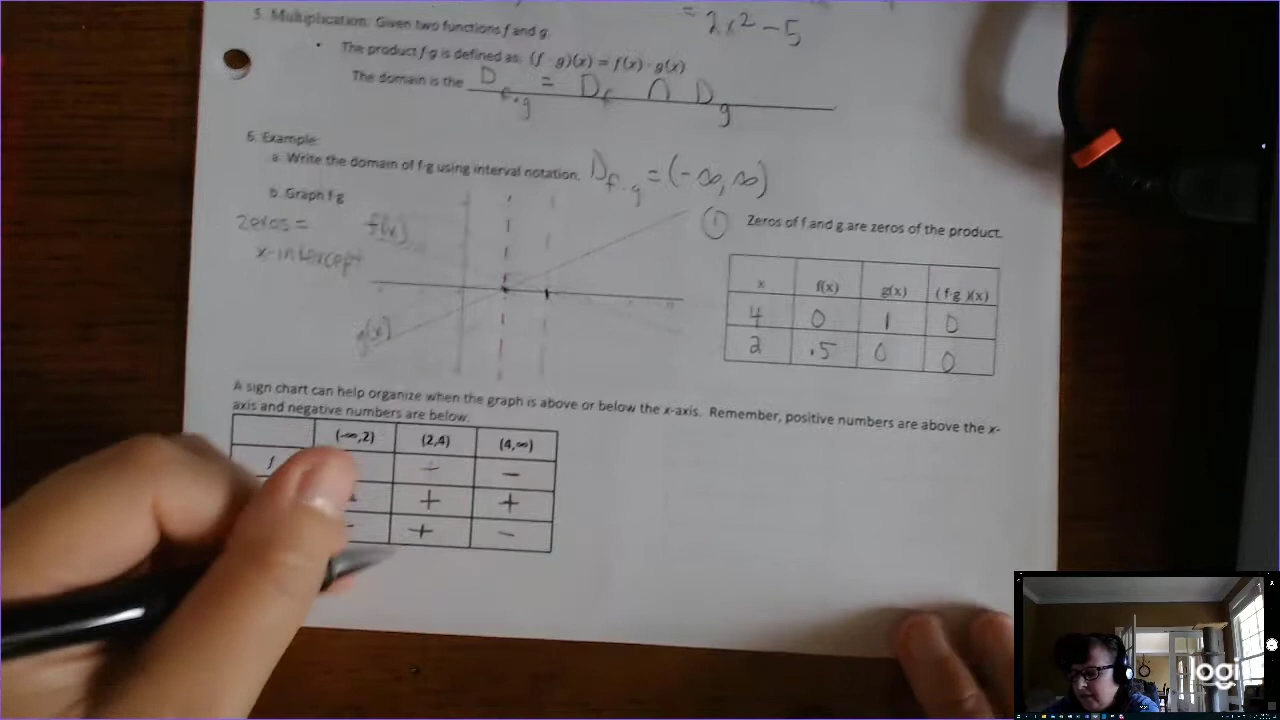 = 2x² - 5
5. Multiplication: Given two functions f and g:
• The product f·g is defined as: (f · g)(x) = f(x) · g(x)
The domain is the D f·g = D f ∩ D g
6. Example:
a. Write the domain of f·g using interval notation. D f·g = (-∞, ∞)
b. Graph f·g
zeros =
x-intercept
f(x)
g(x)
① Zeros of f and g are zeros of the product.
x f(x) g(x) (f·g)(x)
4 0 1 0
2 .5 0 0
A sign chart can help organize when the graph is above or below the x-axis. Remember, positive numbers are above the x-
axis and negative numbers are below.
(-∞,2) (2,4) (4,∞)
f + -
+ +
- + -
logi